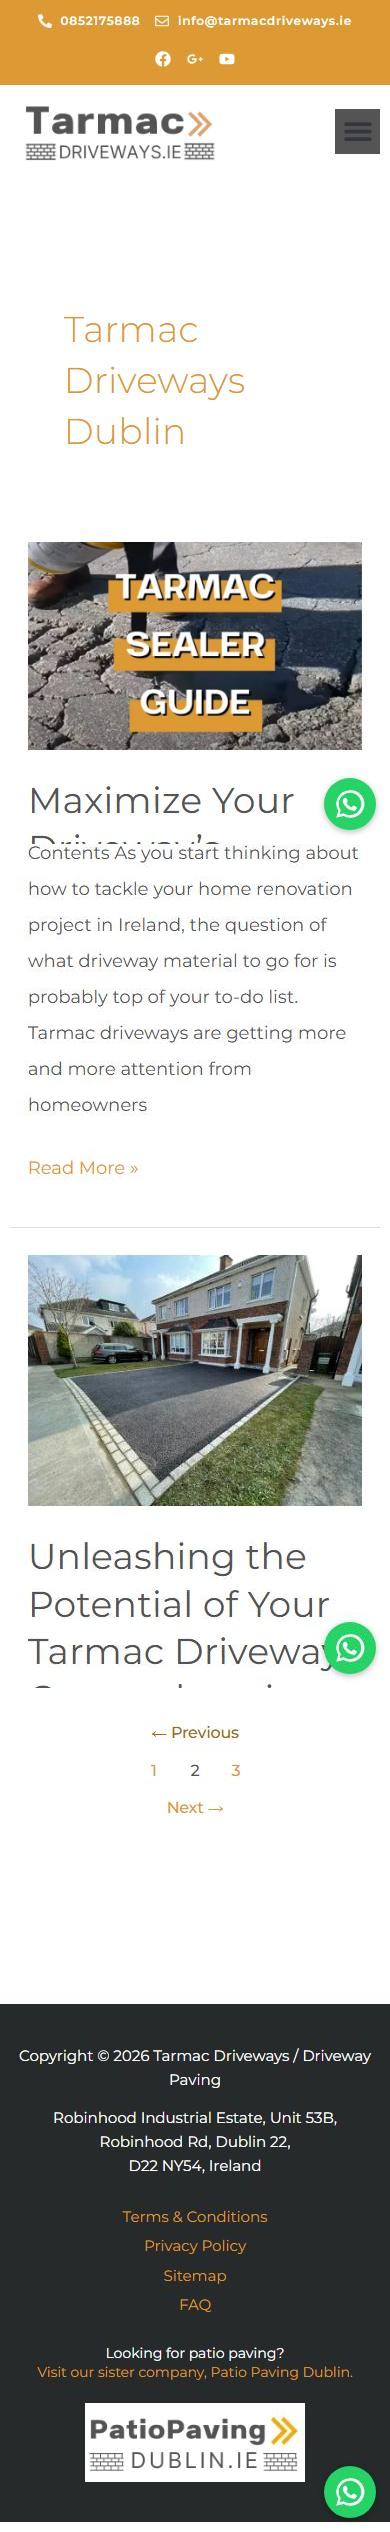 0852175888 info@tarmacdriveways.ie
Tarmac
DRIVEWAYS.IE
Tarmac
Driveways
Dublin
TARMAC
SEALER
GUIDE
Maximize Your
Driveway's
Contents As you start thinking about
how to tackle your home renovation
project in Ireland, the question of
what driveway material to go for is
probably top of your to-do list.
Tarmac driveways are getting more
and more attention from
homeowners
Read More »
Unleashing the
Potential of Your
Tarmac Driveway
← Previous
1 2 3
Next →
Copyright © 2026 Tarmac Driveways / Driveway
Paving
Robinhood Industrial Estate, Unit 53B,
Robinhood Rd, Dublin 22,
D22 NY54, Ireland
Terms & Conditions
Privacy Policy
Sitemap
FAQ
Looking for patio paving?
Visit our sister company, Patio Paving Dublin.
PatioPaving
DUBLIN.IE